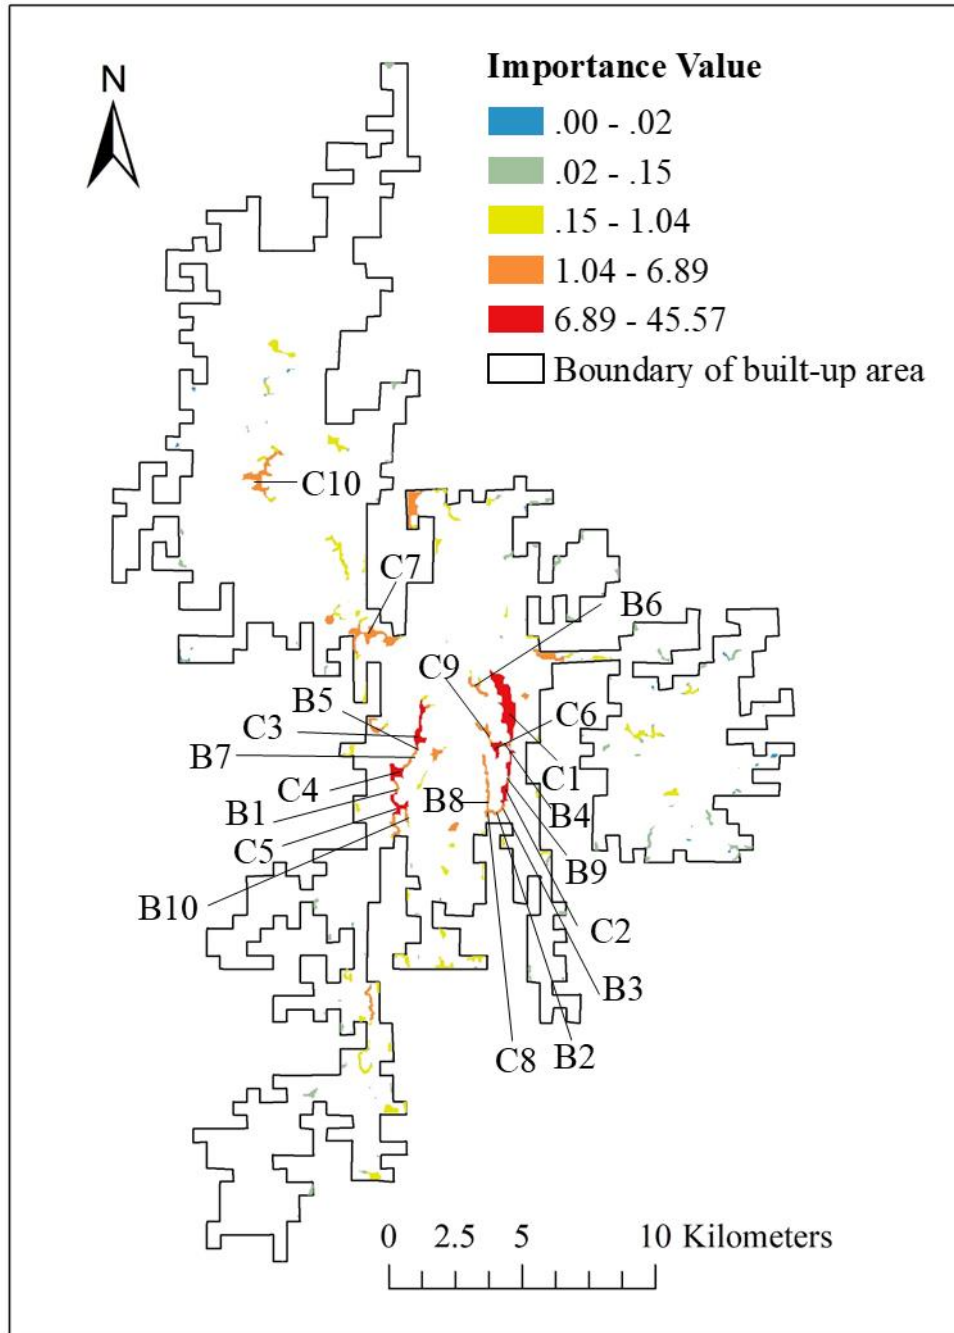 N
Importance Value
.00 - .02
.02 - .15
.15 - 1.04
1.04 - 6.89
6.89 - 45.57
Boundary of built-up area
C10
C7
B6
C9
B5
C3
C6
B7
C1
C4
B8
B4
B1
C5
B9
B10
C2
B3
C8
B2
0 2.5 5 10 Kilometers